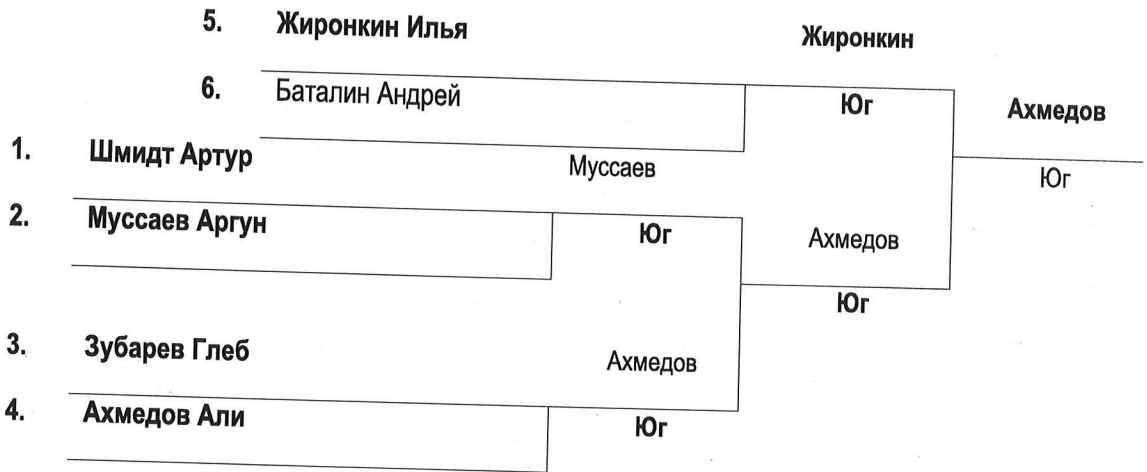 5. Жиронкин Илья Жиронкин
6. Баталин Андрей Юг Ахмедов
1. Шмидт Артур Муссаев Юг
2. Муссаев Аргун Юг Ахмедов
Юг
3. Зубарев Глеб Ахмедов
4. Ахмедов Али Юг